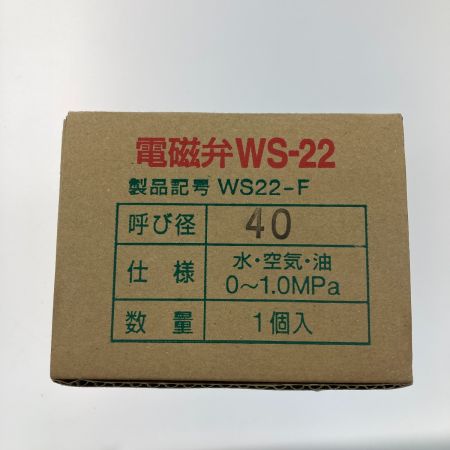 電磁弁WS-22
製品記号 WS22-F
呼び径 40
仕様 水・空気・油
0～1.0MPa
数量 1個入